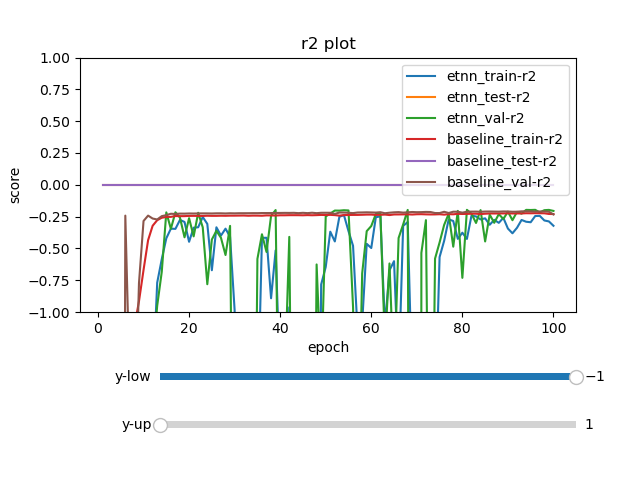 r2 plot
score
1.00
0.75
0.50
0.25
0.00
−0.25
−0.50
−0.75
−1.00
etnn_train-r2
etnn_test-r2
etnn_val-r2
baseline_train-r2
baseline_test-r2
baseline_val-r2
0 20 40 60 80 100
epoch
y-low −1
y-up 1